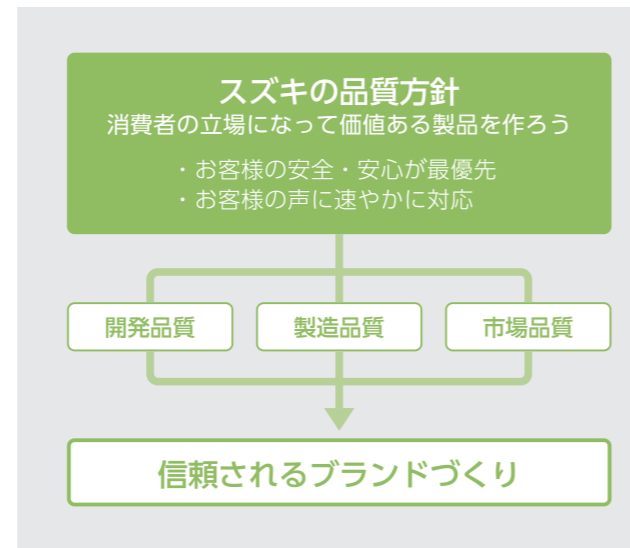 スズキの品質方針
消費者の立場になって価値ある製品を作ろう
・お客様の安全・安心が最優先
・お客様の声に速やかに対応
開発品質
製造品質
市場品質
信頼されるブランドづくり